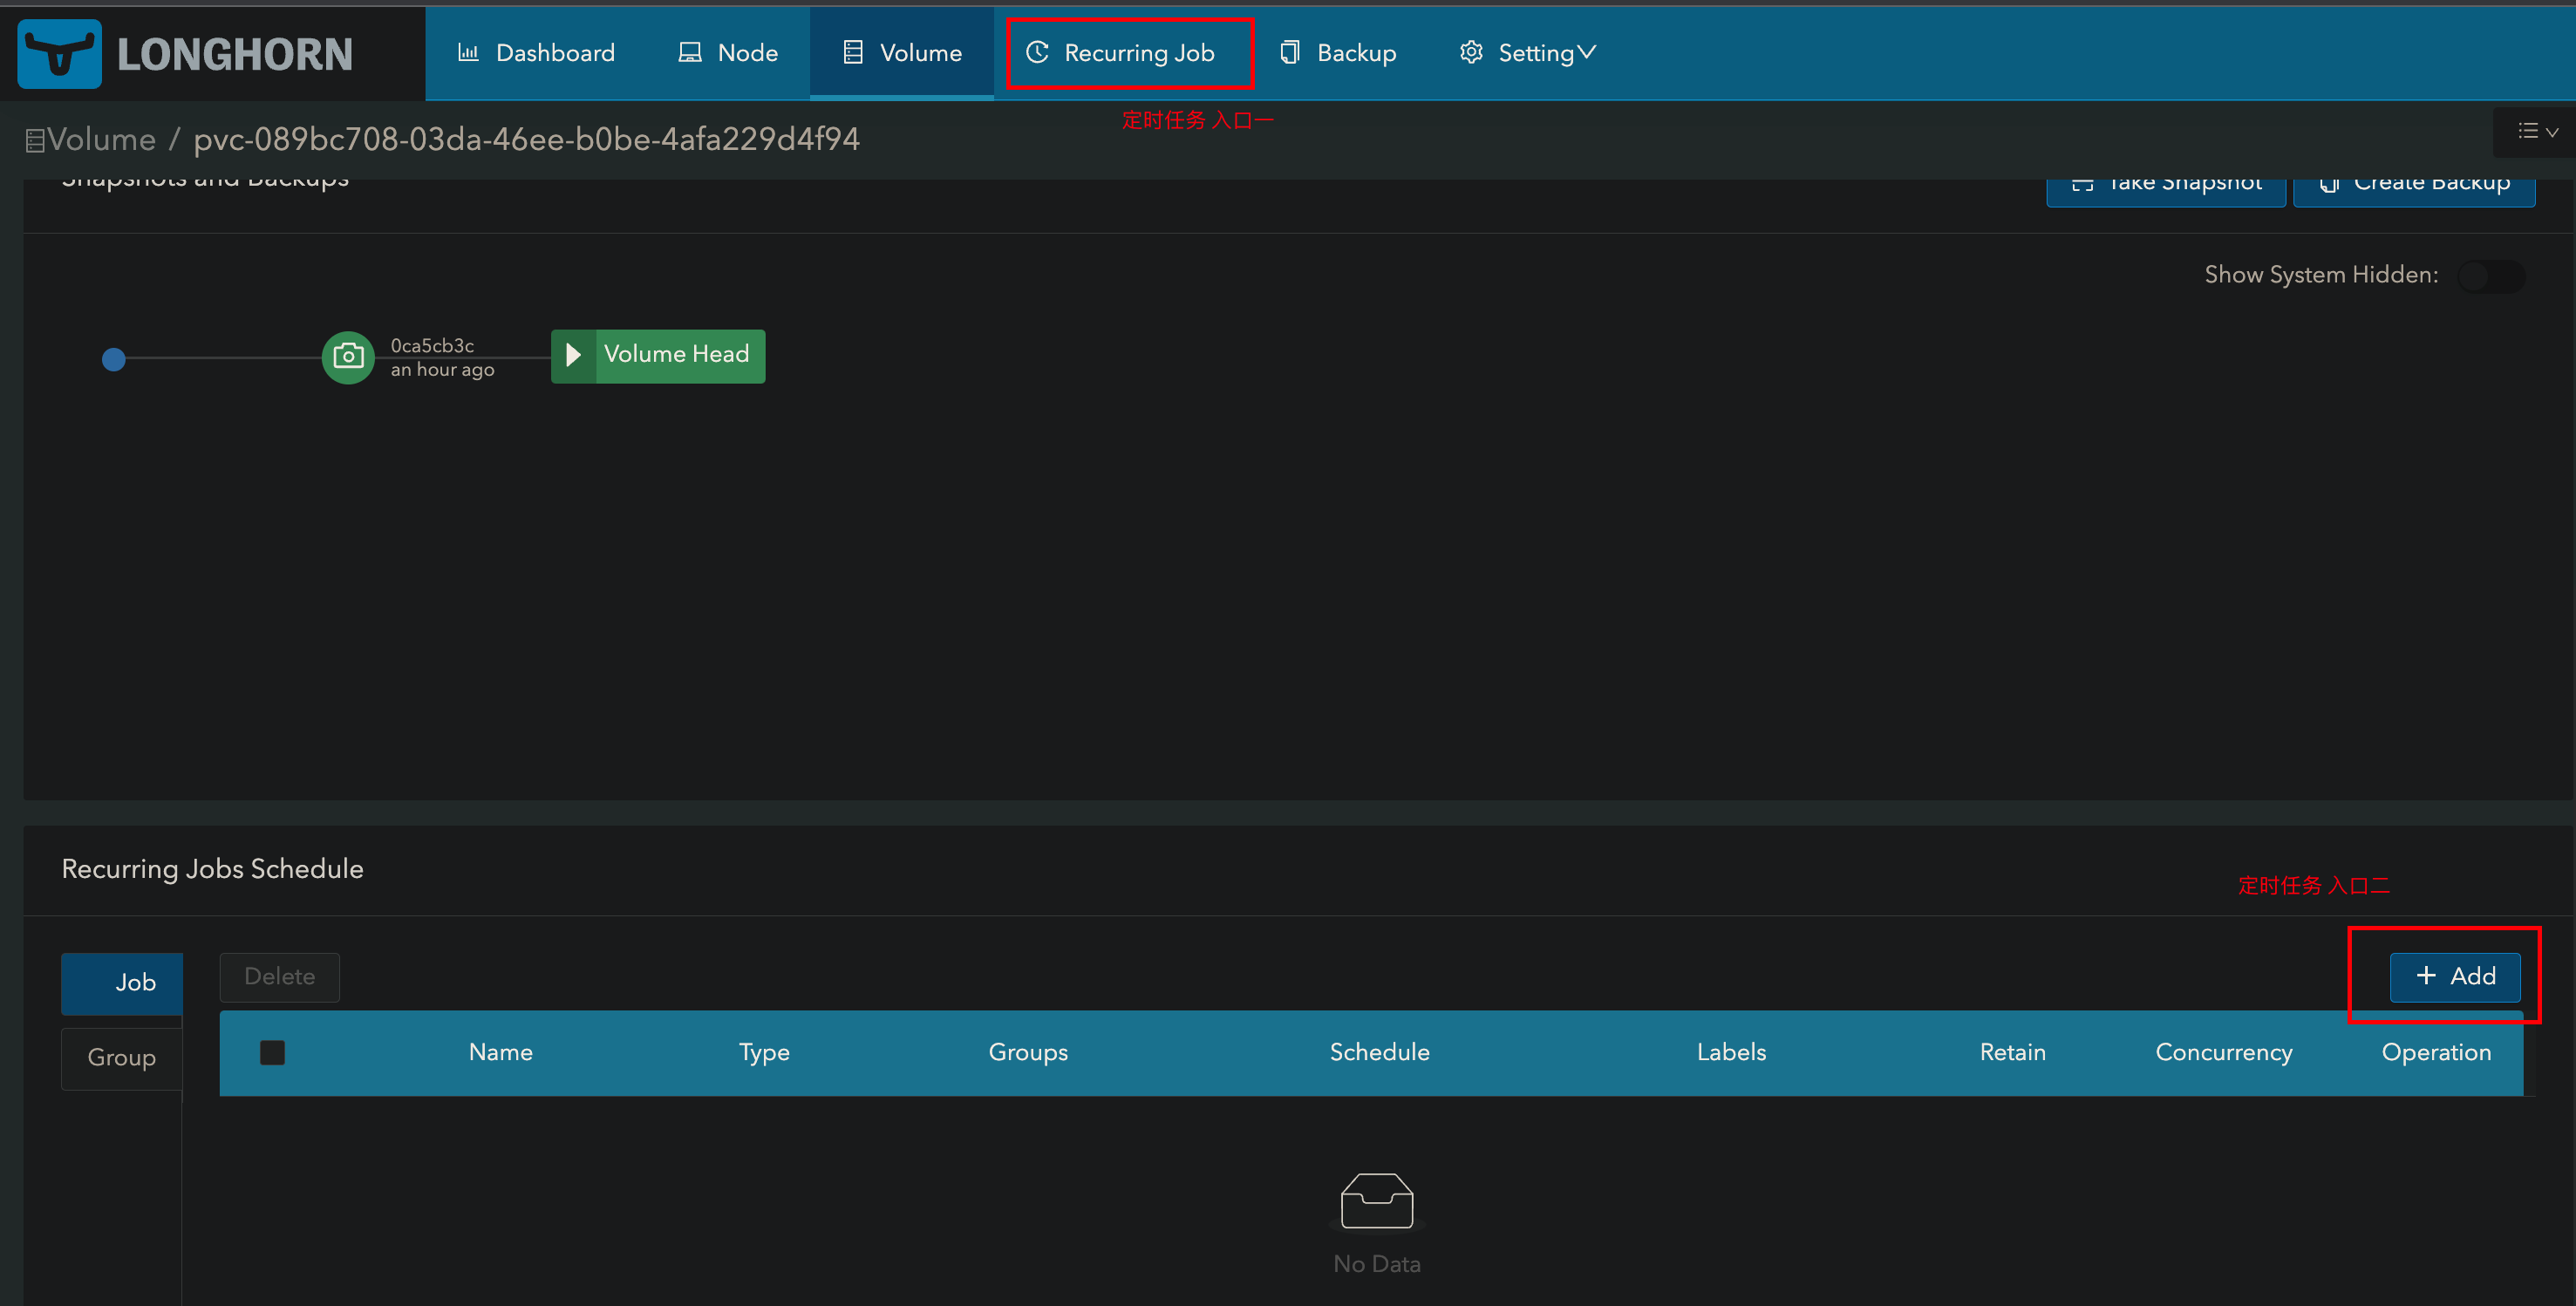 LONGHORN
Dashboard
Node
Volume
Recurring Job
Backup
Setting
定时任务 入口一
Volume / pvc-089bc708-03da-46ee-b0be-4afa229d4f94
Snapshots and Backups
Take Snapshot
Create Backup
Show System Hidden:
0ca5cb3c
an hour ago
Volume Head
Recurring Jobs Schedule
定时任务 入口二
Job
Delete
+ Add
Group
Name
Type
Groups
Schedule
Labels
Retain
Concurrency
Operation
No Data